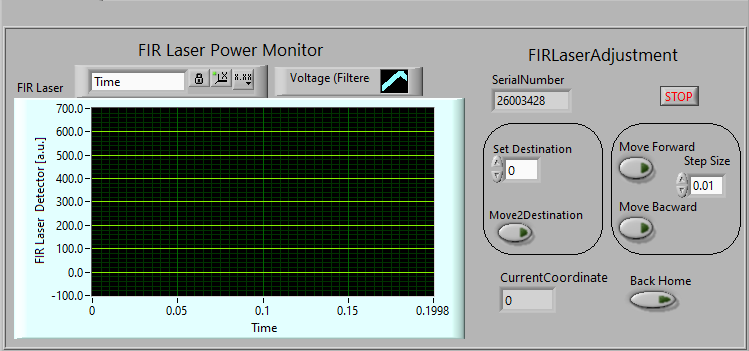 FIR Laser Power Monitor
FIR Laser
Time
x.xx
Voltage (Filtere
FIR Laser Detector [a.u.]
700.0
600.0
500.0
400.0
300.0
200.0
100.0
0.0
-100.0
0
0.05
0.1
0.15
0.1998
Time
FIRLaserAdjustment
SerialNumber
26003428
STOP
Set Destination
0
Move2Destination
Move Forward
Step Size
0.01
Move Bacward
CurrentCoordinate
0
Back Home